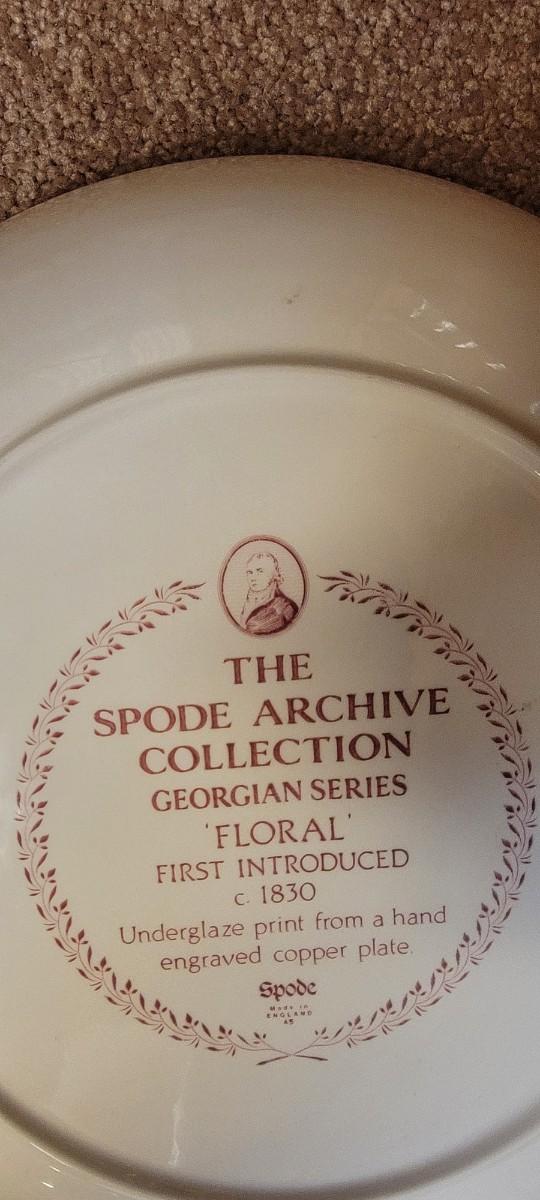 THE
SPODE ARCHIVE
COLLECTION
GEORGIAN SERIES
'FLORAL'
FIRST INTRODUCED
c. 1830
Underglaze print from a hand
engraved copper plate.
Spode
Made in
ENGLAND
45